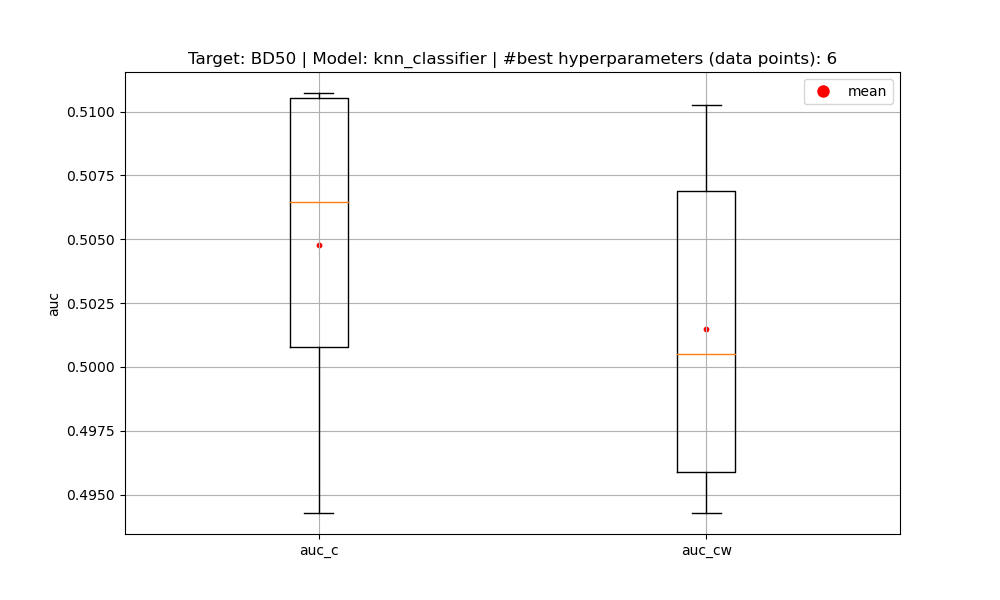 Target: BD50 | Model: knn_classifier | #best hyperparameters (data points): 6
mean
0.5100
0.5075
0.5050
0.5025
0.5000
0.4975
0.4950
auc
auc_c
auc_cw